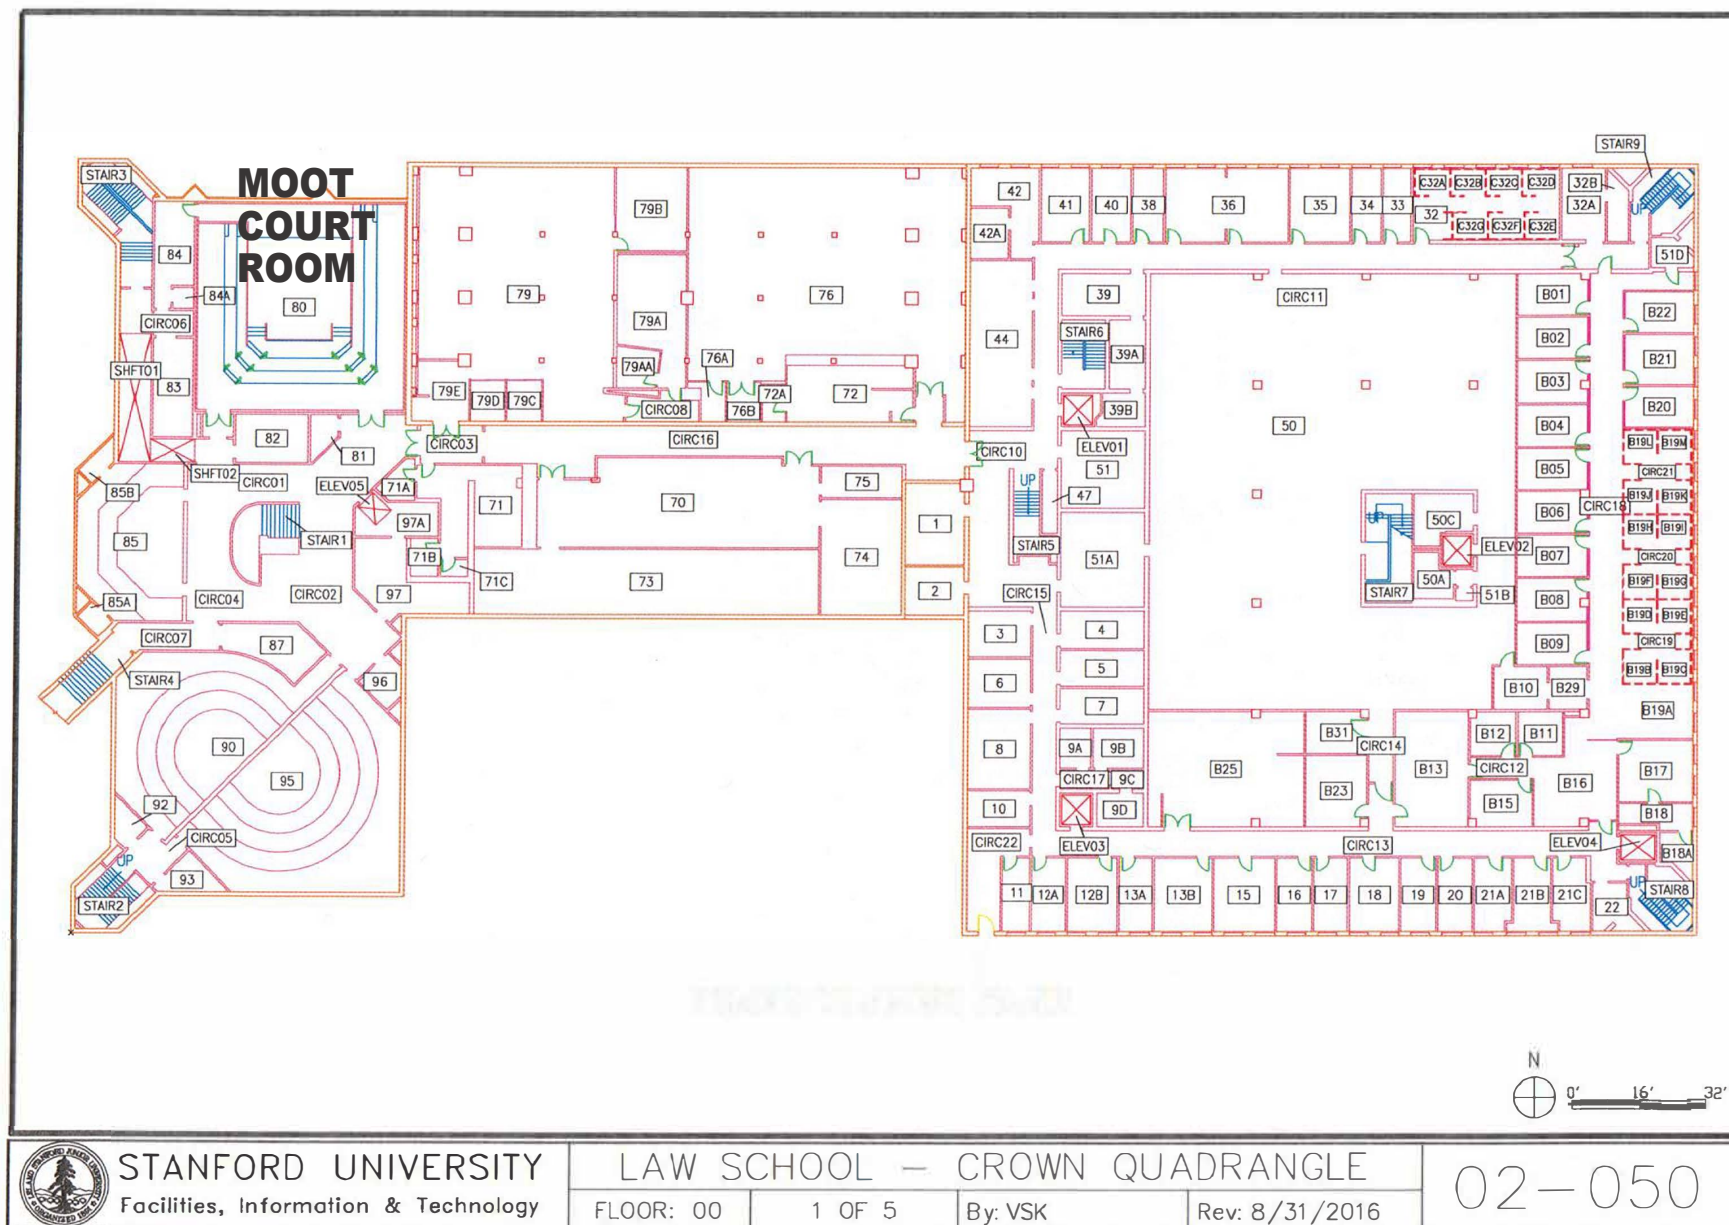 STAIR9
STAIR3
MOOT
COURT
ROOM
84
84A
80
CIRC06
SHFT01
83
82
81
SHFT02
CIRC01
85B
85
85A
ELEV05
STAIR1
CIRC04
CIRC02
CIRC07
87
STAIR4
96
90
95
92
CIRC05
UP
93
STAIR2
79B
79
79A
79AA
79E
79D
79C
CIRC08
76
76A
76B
72A
72
CIRC03
CIRC16
71A
71
97A
71B
71C
97
70
75
74
73
1
2
42
42A
41
40
38
36
35
34
33
32
C32A
C32B
C32C
C32D
C32G
C32F
C32E
32B
32A
UP
51D
44
39
STAIR6
39A
39B
ELEV01
CIRC10
51
UP
47
STAIR5
51A
CIRC15
CIRC11
50
50C
UP
ELEV02
50A
51B
STAIR7
B01
B02
B03
B04
B05
B06
B07
B08
B09
B10
B29
CIRC18
B22
B21
B20
B19L
B19M
CIRC21
B19J
B19K
B19H
B19I
CIRC20
B19F
B19G
B19D
B19E
CIRC19
B19B
B19C
B19A
3
4
5
6
7
8
9A
9B
CIRC17
9C
9D
10
CIRC22
ELEV03
B25
B31
CIRC14
B23
B13
B12
B11
CIRC12
B15
B16
B17
B18
B18A
CIRC13
ELEV04
11
12A
12B
13A
13B
15
16
17
18
19
20
21A
21B
21C
22
UP
STAIR8
N
0' 16' 32'
STANFORD UNIVERSITY
Facilities, Information & Technology
LAW SCHOOL – CROWN QUADRANGLE
FLOOR: 00
1 OF 5
By: VSK
Rev: 8/31/2016
02–050